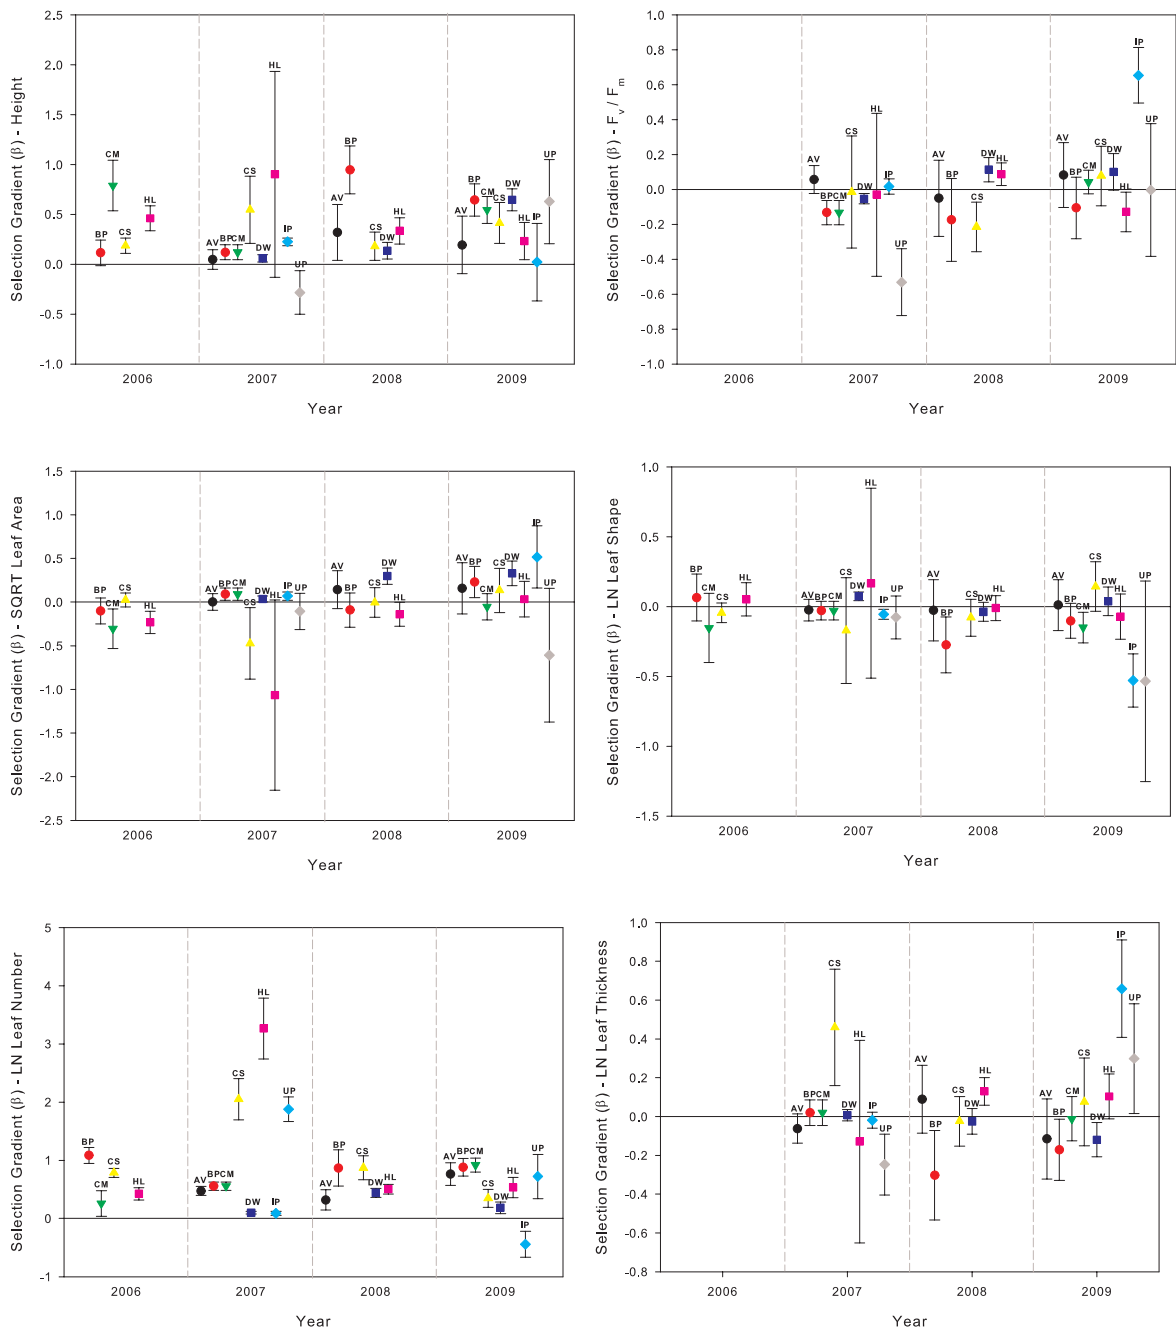 Selection Gradient (β) - Height
2.5
2.0
1.5
1.0
0.5
0.0
-0.5
-1.0
BP
CM
CS
HL
AV
BP
CM
CS
DW
HL
IP
UP
AV
BP
CS
DW
HL
AV
BP
CM
CS
DW
HL
IP
UP
2006
2007
2008
2009
Year
Selection Gradient (β) - Fv / Fm
1.0
0.8
0.6
0.4
0.2
0.0
-0.2
-0.4
-0.6
-0.8
-1.0
AV
BP
CM
CS
DW
HL
IP
UP
AV
BP
CS
DW
HL
AV
BP
CM
CS
DW
HL
IP
UP
2006
2007
2008
2009
Year
Selection Gradient (β) - SQRT Leaf Area
1.5
1.0
0.5
0.0
-0.5
-1.0
-1.5
-2.0
-2.5
BP
CM
CS
HL
AV
BP
CM
CS
DW
HL
IP
UP
AV
BP
CS
DW
HL
AV
BP
CM
CS
DW
HL
IP
UP
2006
2007
2008
2009
Year
Selection Gradient (β) - LN Leaf Shape
1.0
0.5
0.0
-0.5
-1.0
-1.5
BP
CM
CS
HL
AV
BP
CM
CS
DW
HL
IP
UP
AV
BP
CS
DW
HL
AV
BP
CM
CS
DW
HL
IP
UP
2006
2007
2008
2009
Year
Selection Gradient (β) - LN Leaf Number
5
4
3
2
1
0
-1
BP
CM
CS
HL
AV
BP
CM
CS
DW
HL
IP
UP
AV
BP
CS
DW
HL
AV
BP
CM
CS
DW
HL
IP
UP
2006
2007
2008
2009
Year
Selection Gradient (β) - LN Leaf Thickness
1.0
0.8
0.6
0.4
0.2
0.0
-0.2
-0.4
-0.6
-0.8
AV
BP
CM
CS
DW
HL
IP
UP
AV
BP
CS
DW
HL
AV
BP
CM
CS
DW
HL
IP
UP
2006
2007
2008
2009
Year